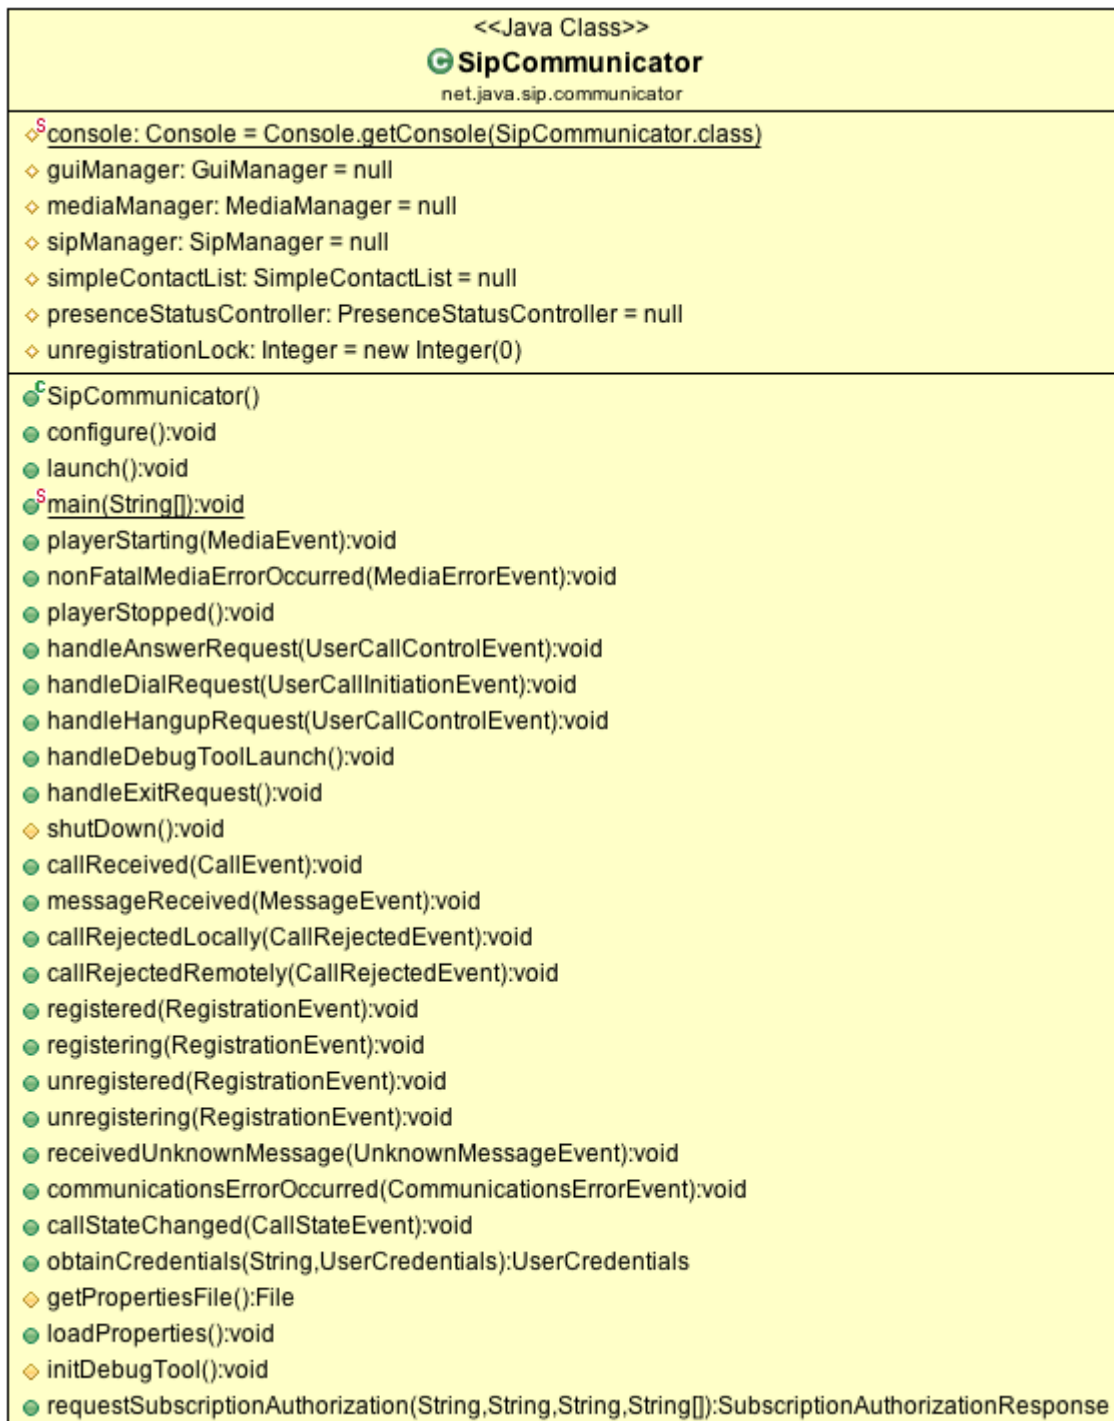 <<Java Class>>
C SipCommunicator
net.java.sip.communicator
S console: Console = Console.getConsole(SipCommunicator.class)
guiManager: GuiManager = null
mediaManager: MediaManager = null
sipManager: SipManager = null
simpleContactList: SimpleContactList = null
presenceStatusController: PresenceStatusController = null
unregistrationLock: Integer = new Integer(0)
C SipCommunicator()
configure():void
launch():void
S main(String[]):void
playerStarting(MediaEvent):void
nonFatalMediaErrorOccurred(MediaErrorEvent):void
playerStopped():void
handleAnswerRequest(UserCallControlEvent):void
handleDialRequest(UserCallInitiationEvent):void
handleHangupRequest(UserCallControlEvent):void
handleDebugToolLaunch():void
handleExitRequest():void
shutDown():void
callReceived(CallEvent):void
messageReceived(MessageEvent):void
callRejectedLocally(CallRejectedEvent):void
callRejectedRemotely(CallRejectedEvent):void
registered(RegistrationEvent):void
registering(RegistrationEvent):void
unregistered(RegistrationEvent):void
unregistering(RegistrationEvent):void
receivedUnknownMessage(UnknownMessageEvent):void
communicationsErrorOccurred(CommunicationsErrorEvent):void
callStateChanged(CallStateEvent):void
obtainCredentials(String,UserCredentials):UserCredentials
getPropertiesFile():File
loadProperties():void
initDebugTool():void
requestSubscriptionAuthorization(String,String,String,String[]):SubscriptionAuthorizationResponse